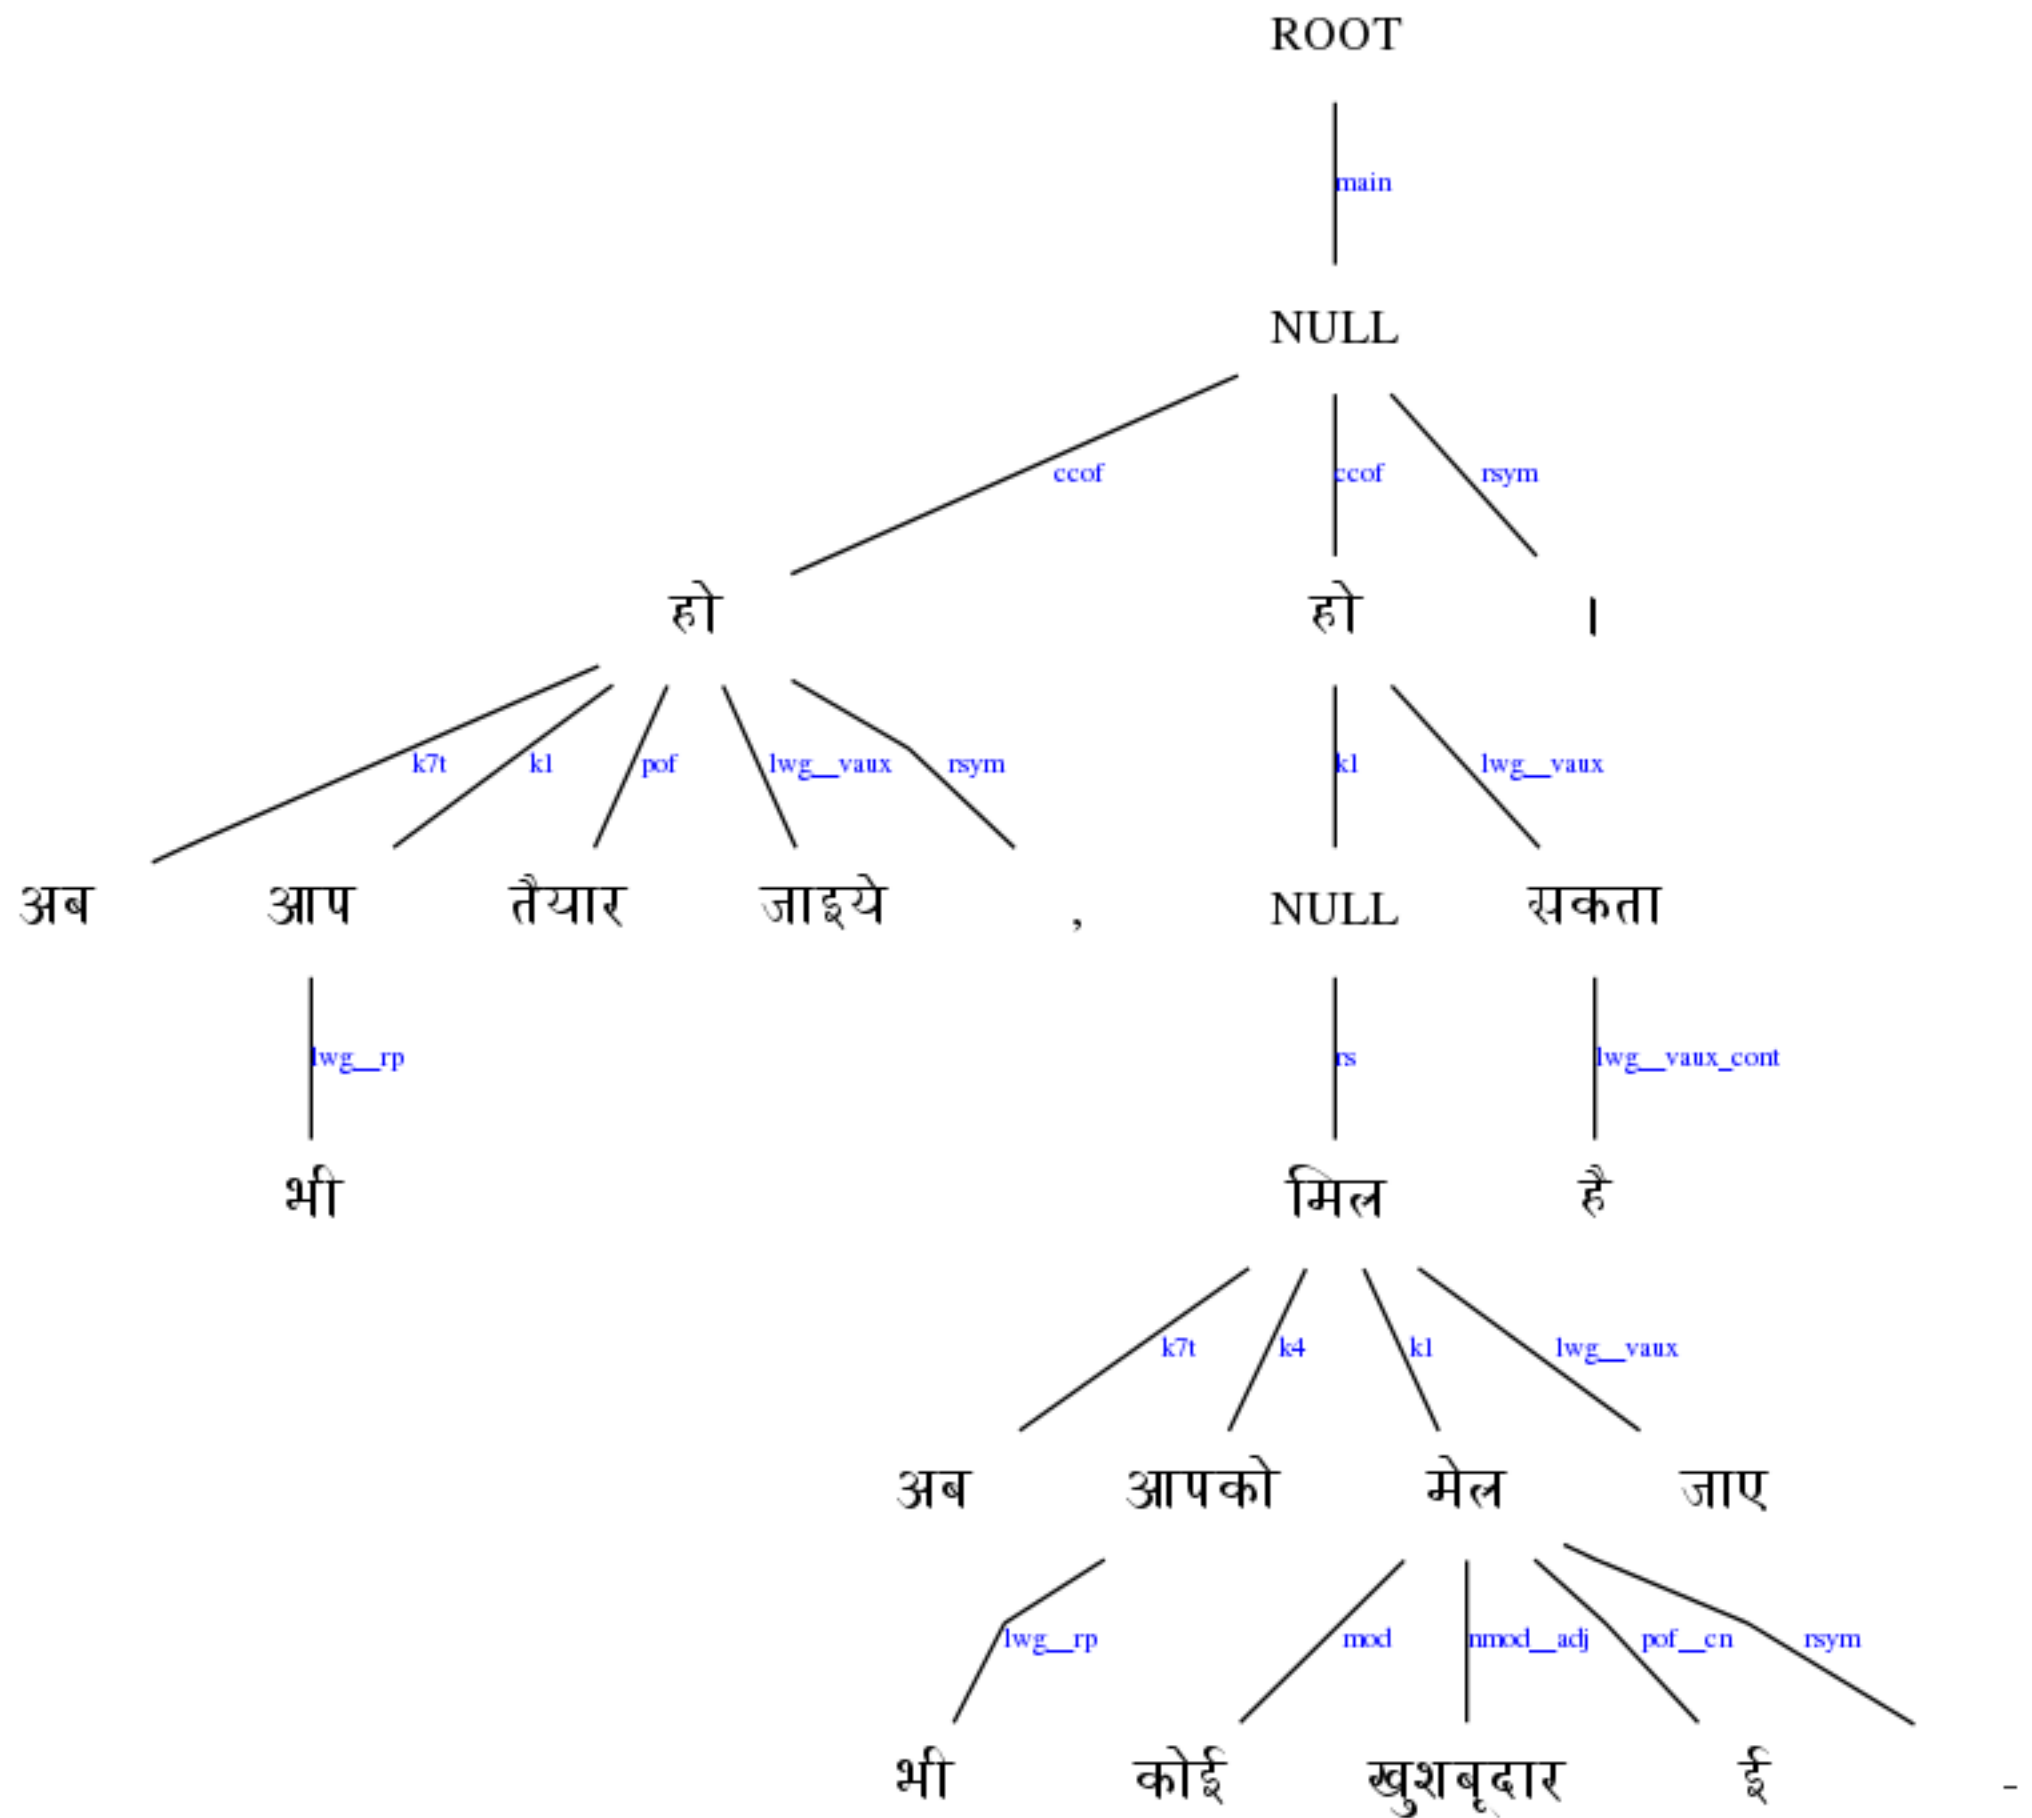 ROOT
main
NULL
ccof ccof rsym
हो हो ।
k7t k1 pof lwg__vaux rsym k1 lwg__vaux
अब आप तैयार जाइये , NULL सकता
lwg__rp rs lwg__vaux_cont
भी मिल है
k7t k4 k1 lwg__vaux
अब आपको मेल जाए
lwg__rp mod nmod__adj pof__cn rsym
भी कोई खुशबूदार ई -